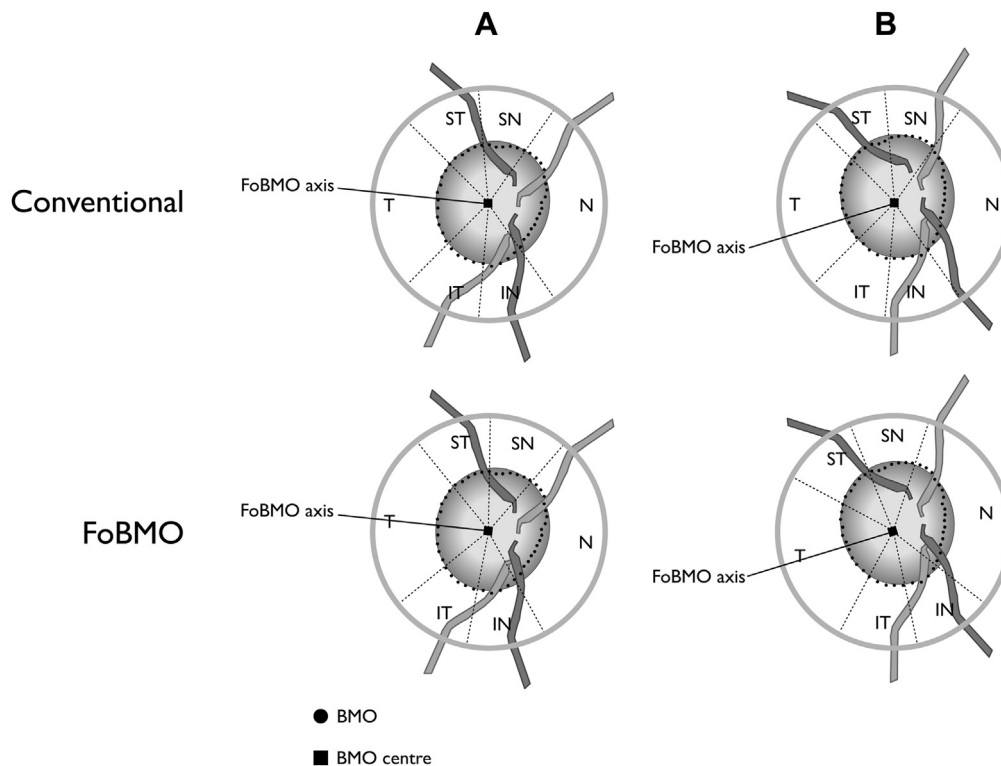 A
B
ST
SN
FoBMO axis
T
N
IT
IN
ST
SN
T
N
FoBMO axis
IT
IN
Conventional
ST
SN
FoBMO axis
T
N
IT
IN
SN
ST
T
N
FoBMO axis
IT
IN
FoBMO
BMO
BMO centre